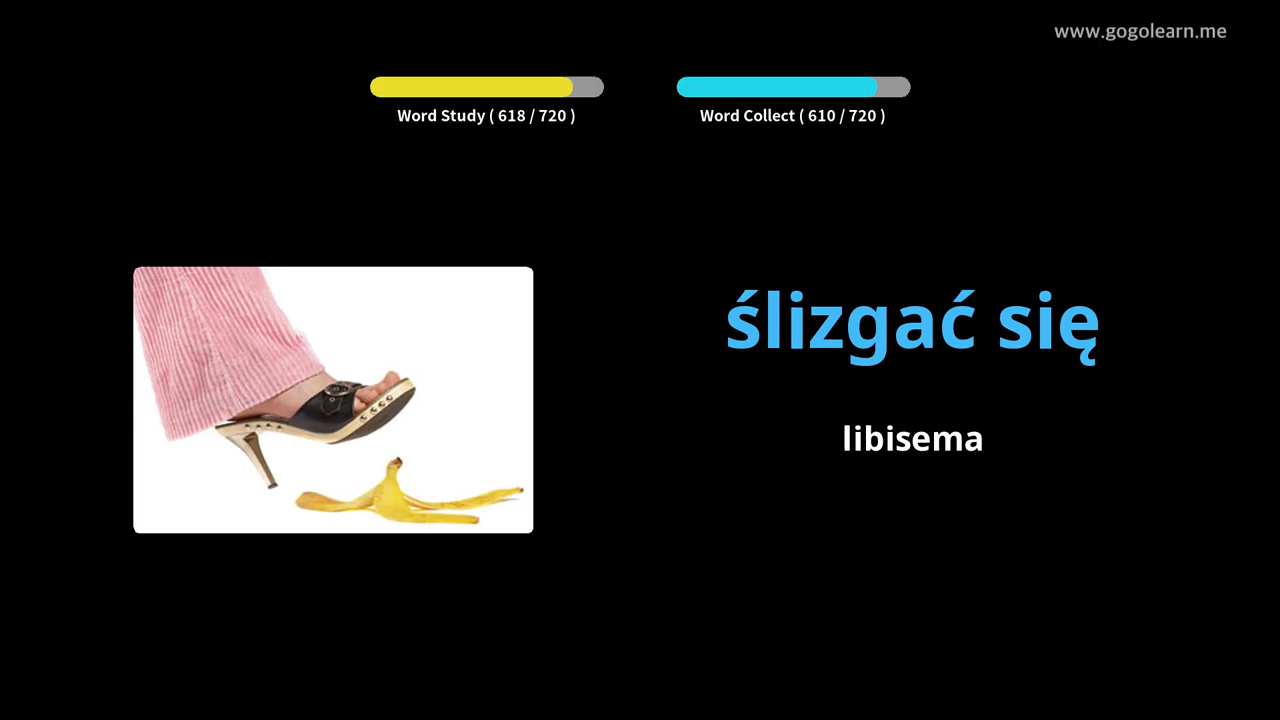 www.gogolearn.me
Word Study ( 618 / 720 )
Word Collect ( 610 / 720 )
ślizgać się
libisema